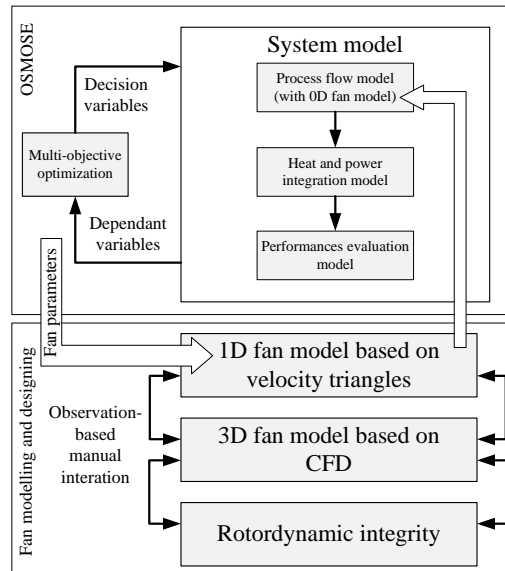 OSMOSE
System model
Decision
variables
Process flow model
(with 0D fan model)
Multi-objective
optimization
Heat and power
integration model
Dependant
variables
Performances evaluation
model
Fan modelling and designing
Fan parameters
1D fan model based on
velocity triangles
Observation-
based
manual
interation
3D fan model based on
CFD
Rotordynamic integrity